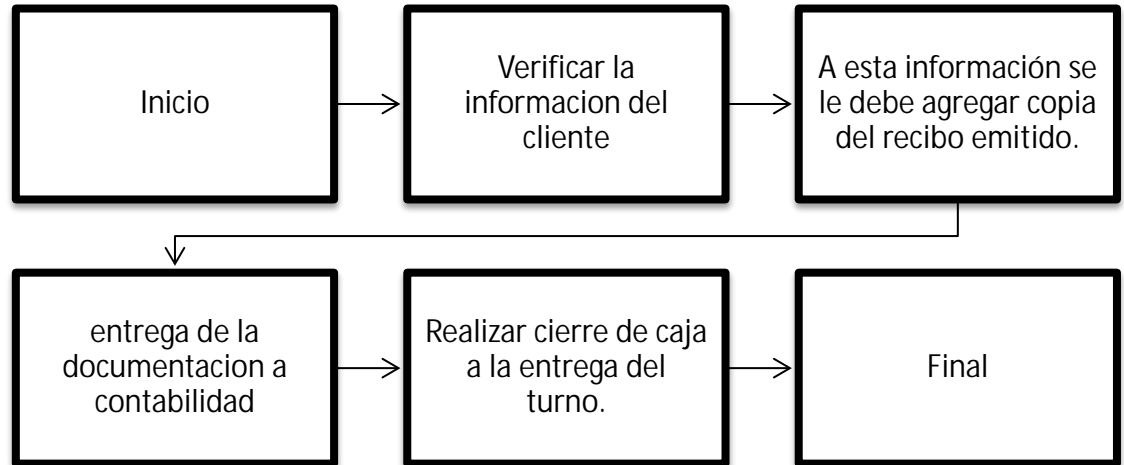 Inicio
Verificar la
informacion del
cliente
A esta información se
le debe agregar copia
del recibo emitido.
entrega de la
documentacion a
contabilidad
Realizar cierre de caja
a la entrega del
turno.
Final